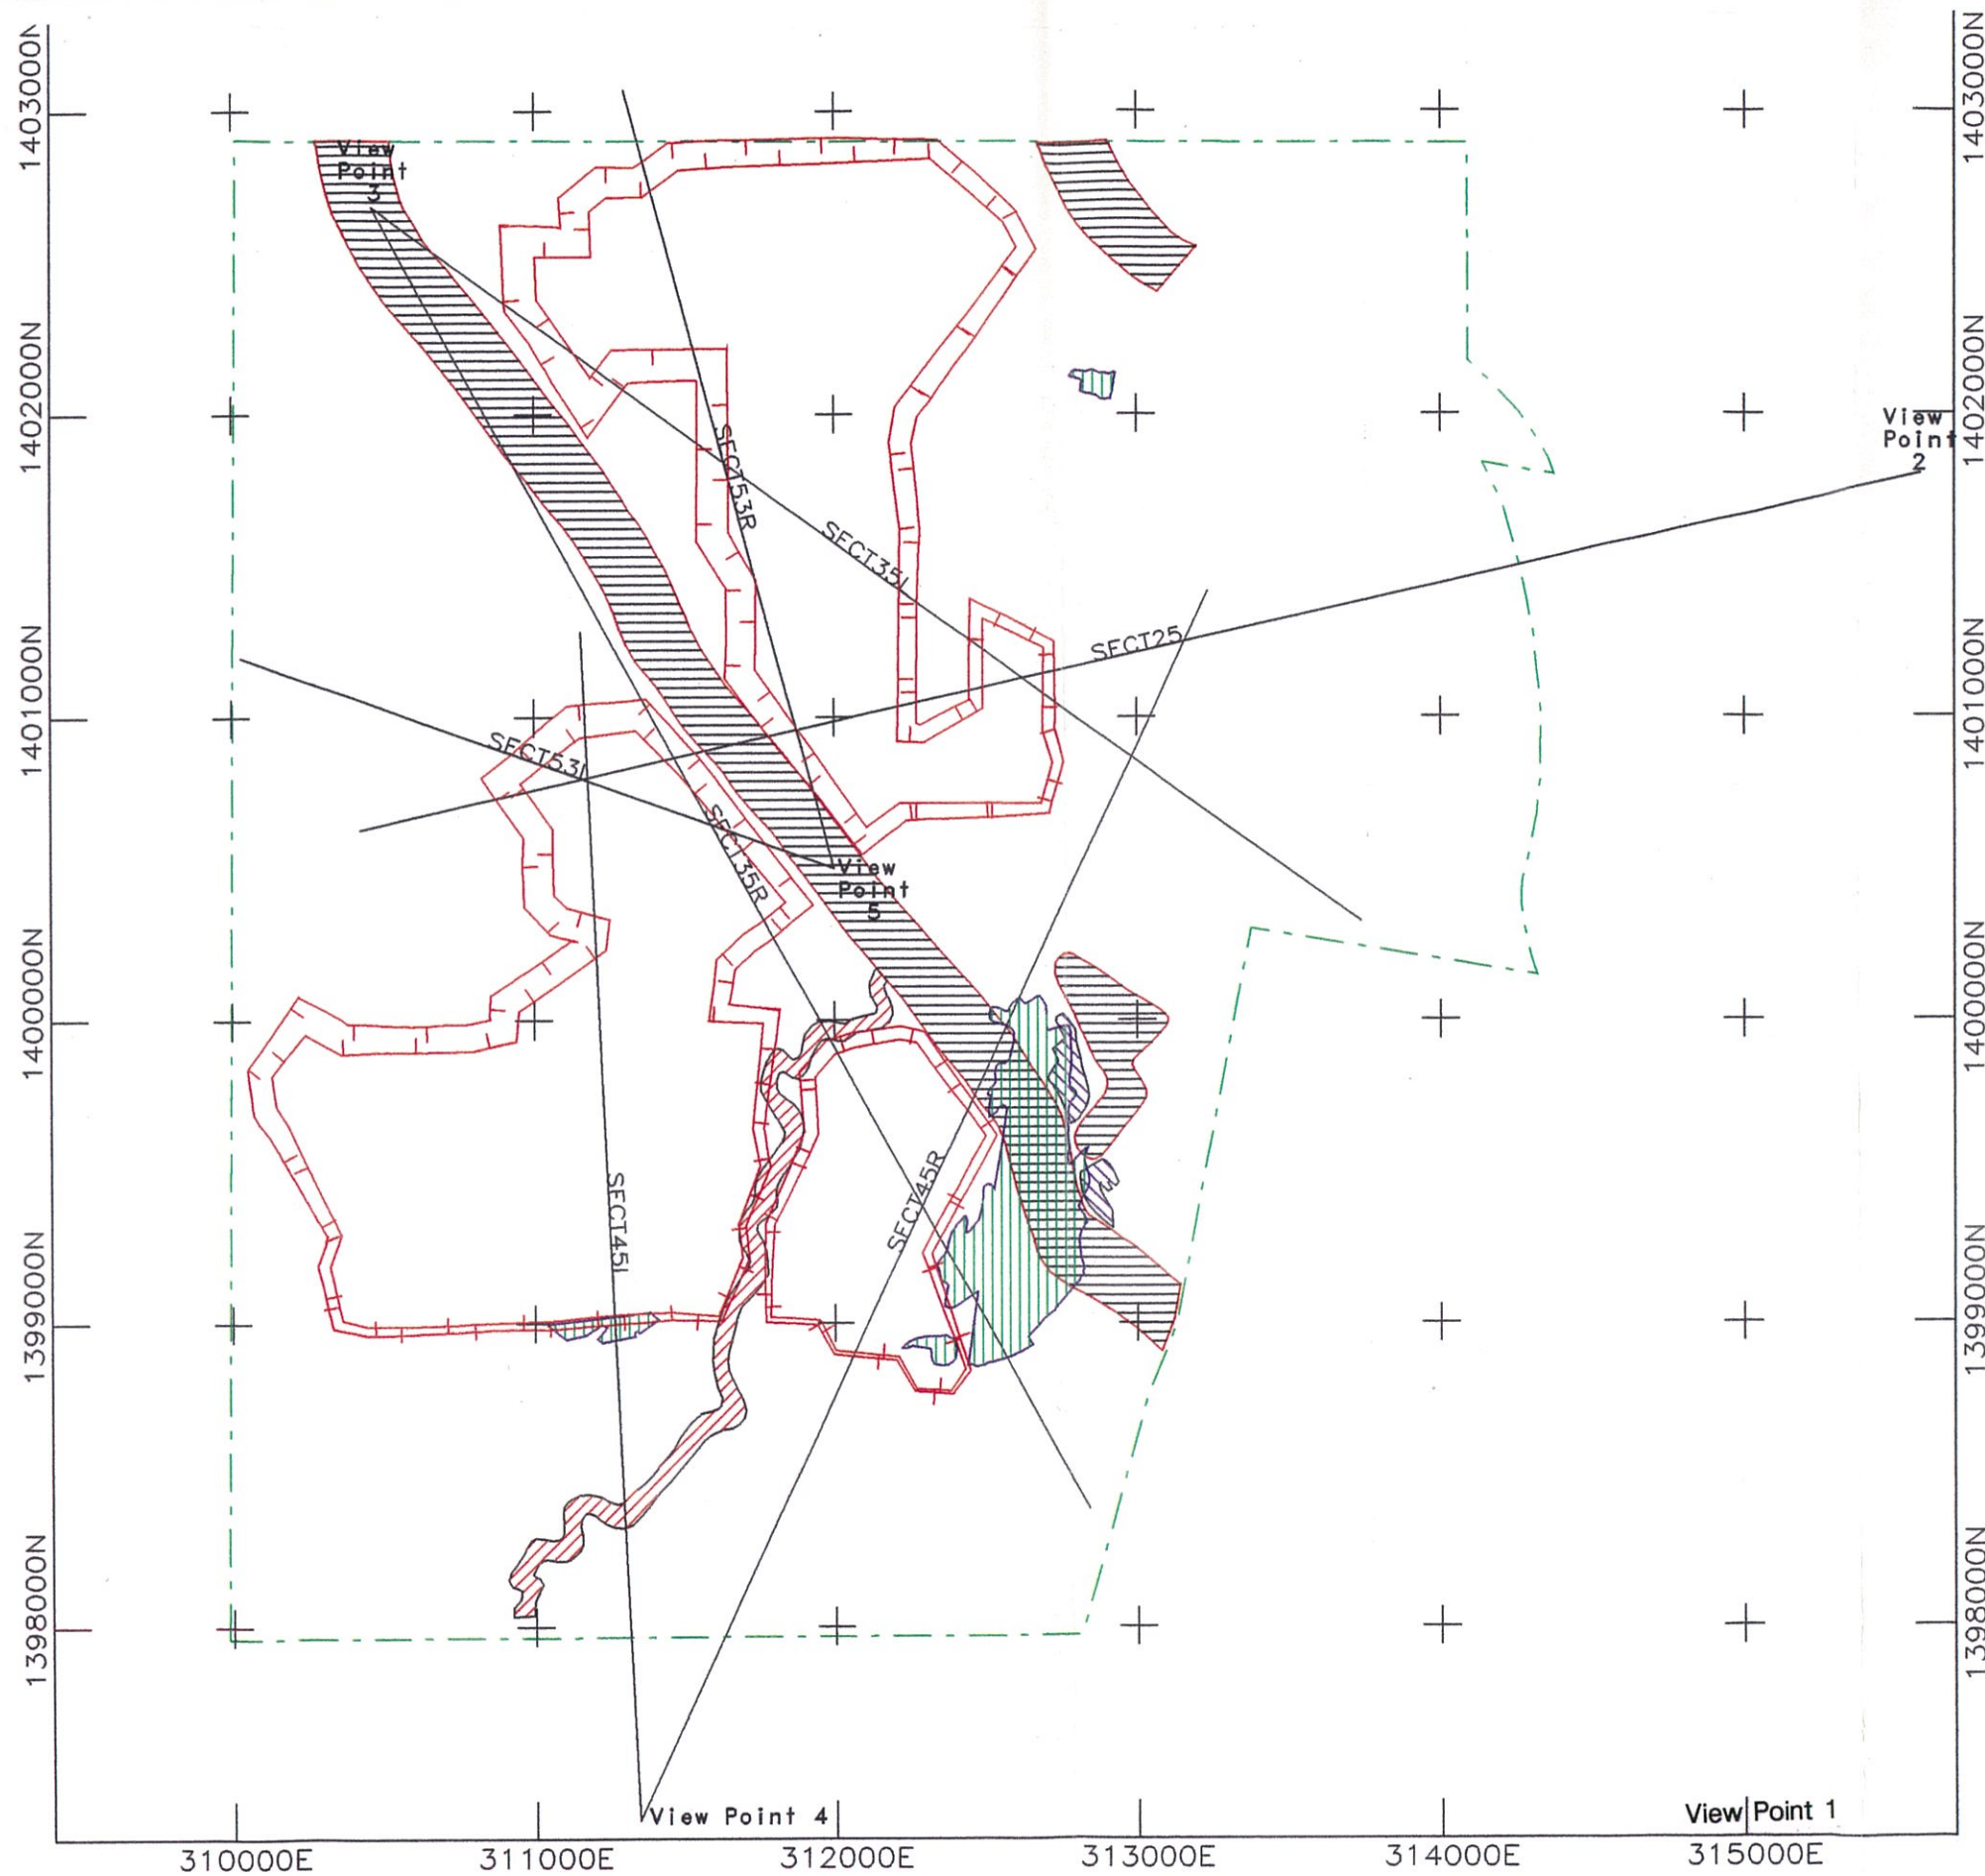 1403000N
1403000N
View
Point
3
1402000N
1402000N
View
Point
2
SECT53R
SECT35L
SECT25
1401000N
1401000N
SECT53L
SECT35R
View
Point
5
1400000N
1400000N
SECT45R
SECT45L
1399000N
1399000N
1398000N
1398000N
View Point 4
View Point 1
310000E
311000E
312000E
313000E
314000E
315000E